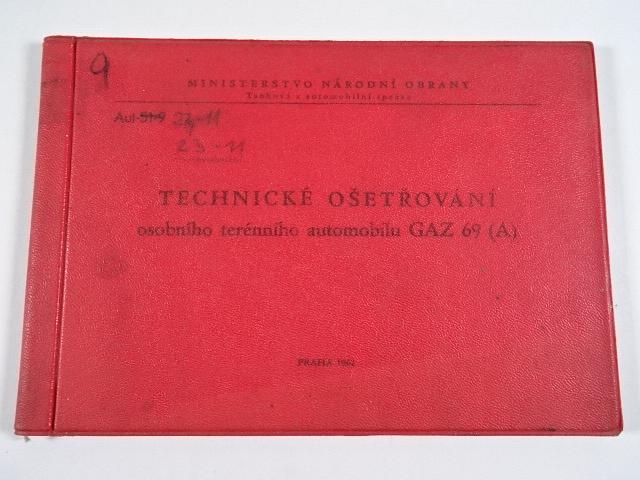 9
MINISTERSTVO NÁRODNÍ OBRANY
Tanková a automobilní správa
Aut-51-9 23-11
23-11
TECHNICKÉ OŠETŘOVÁNÍ
osobního terénního automobilu GAZ 69 (A)
PRAHA 1962